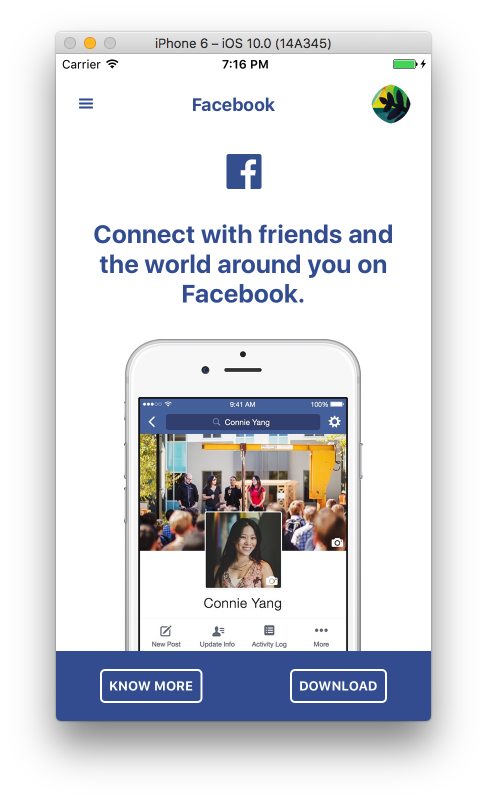 iPhone 6 – iOS 10.0 (14A345)
Carrier 7:16 PM
Facebook
f
Connect with friends and
the world around you on
Facebook.
9:41 AM 100%
Connie Yang
Connie Yang
New Post Update Info Activity Log More
KNOW MORE DOWNLOAD